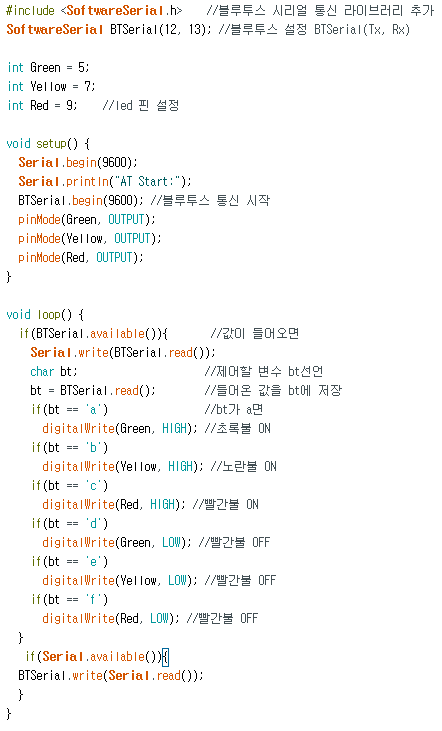 #include <SoftwareSerial.h>   //블루투스 시리얼 통신 라이브러리 추가
SoftwareSerial BTSerial(12, 13); //블루투스 설정 BTSerial(Tx, Rx)

int Green = 5;
int Yellow = 7;
int Red = 9;    //led 핀 설정

void setup() {
  Serial.begin(9600);
  Serial.println("AT Start:");
  BTSerial.begin(9600); //블루투스 통신 시작
  pinMode(Green, OUTPUT);
  pinMode(Yellow, OUTPUT);
  pinMode(Red, OUTPUT);
}

void loop() {
  if(BTSerial.available()){       //값이 들어오면
    Serial.write(BTSerial.read());
    char bt;                     //제어할 변수 bt선언
    bt = BTSerial.read();        //들어온 값을 bt에 저장
    if(bt == 'a')                //bt가 a면
      digitalWrite(Green, HIGH); //초록불 ON
    if(bt == 'b')
      digitalWrite(Yellow, HIGH); //노란불 ON
    if(bt == 'c')
      digitalWrite(Red, HIGH); //빨간불 ON
    if(bt == 'd')
      digitalWrite(Green, LOW); //빨간불 OFF
    if(bt == 'e')
      digitalWrite(Yellow, LOW); //빨간불 OFF
    if(bt == 'f')
      digitalWrite(Red, LOW); //빨간불 OFF
  }
   if(Serial.available()){
  BTSerial.write(Serial.read());
  }
}